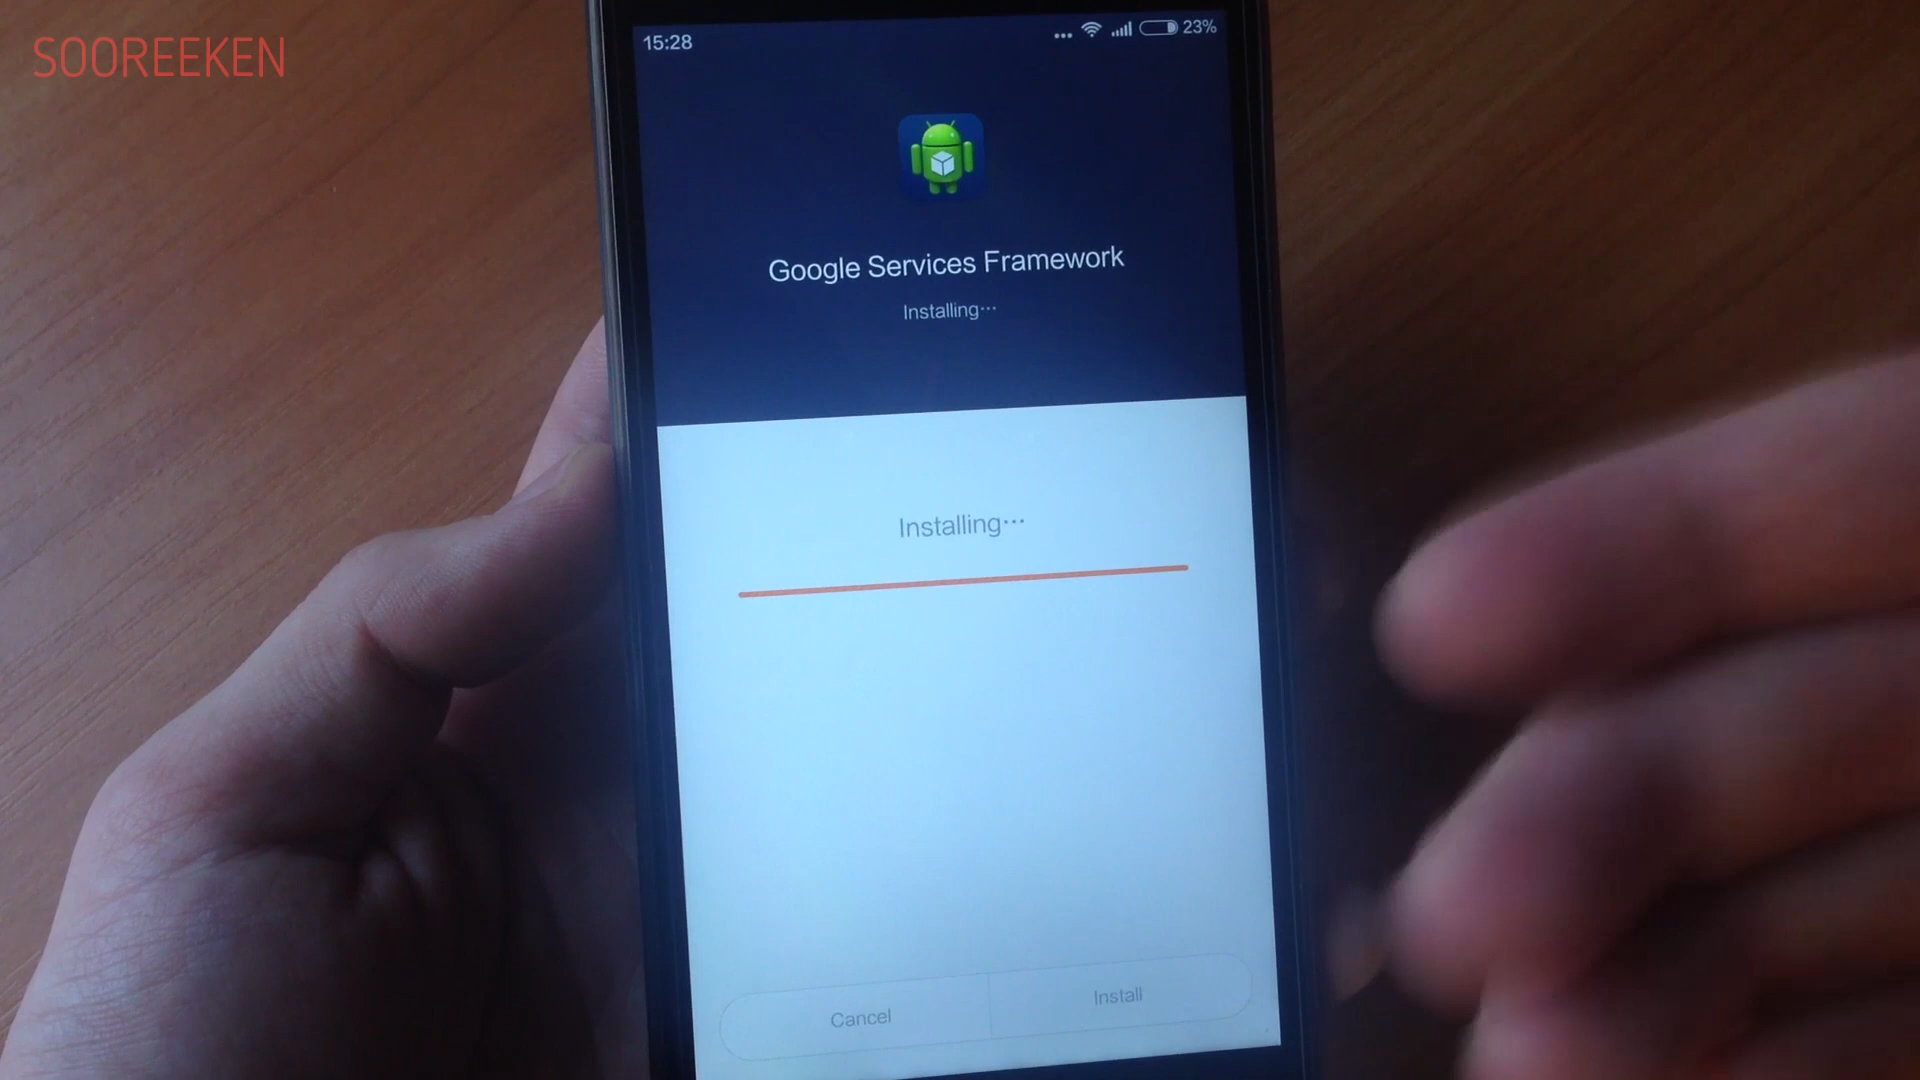 SOOREEKEN
15:28 ... 23%
Google Services Framework
Installing...
Installing...
Cancel Install